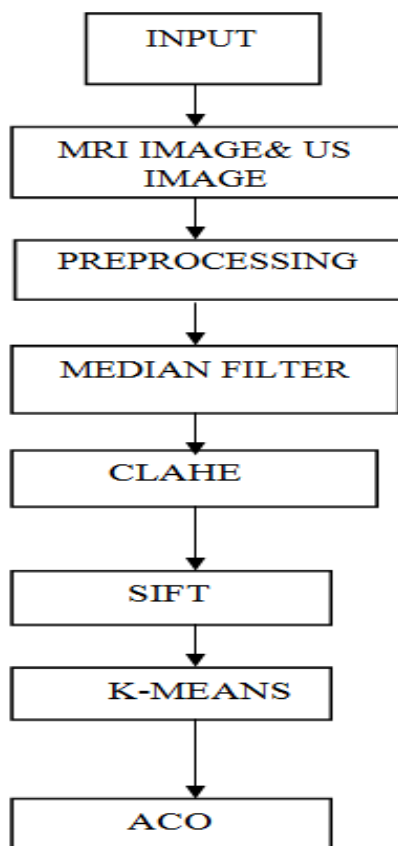 INPUT
MRI IMAGE& US
IMAGE
PREPROCESSING
MEDIAN FILTER
CLAHE
SIFT
K-MEANS
ACO